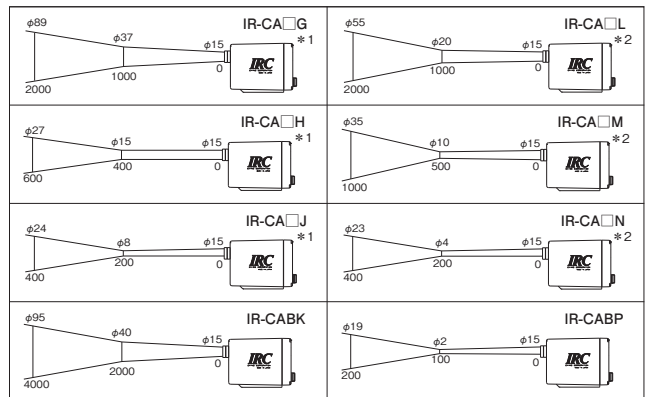 φ89
φ37
φ15
IR-CA□G
*1
2000
1000
0
IRC
φ55
φ20
φ15
IR-CA□L
*2
2000
1000
0
IRC
φ27
φ15
φ15
IR-CA□H
*1
600
400
0
IRC
φ35
φ10
φ15
IR-CA□M
*2
1000
500
0
IRC
φ24
φ8
φ15
IR-CA□J
*1
400
200
0
IRC
φ23
φ4
φ15
IR-CA□N
*2
400
200
0
IRC
φ95
φ40
φ15
IR-CABK
4000
2000
0
IRC
φ19
φ2
φ15
IR-CABP
200
100
0
IRC